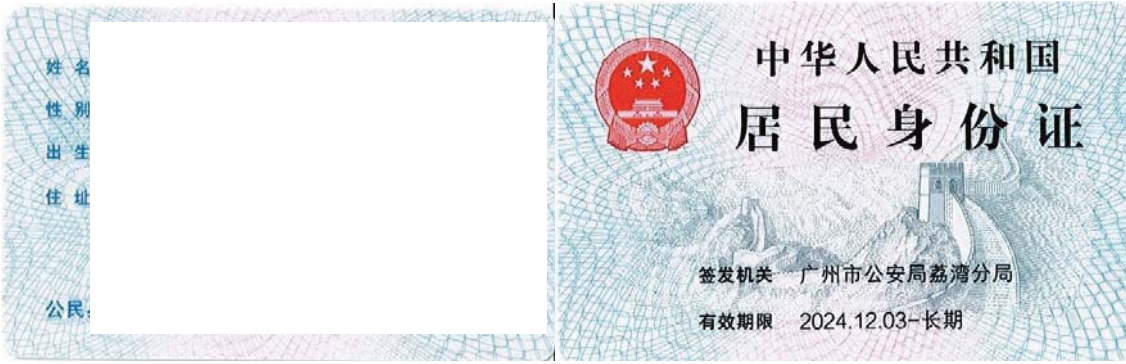 姓名
性别
出生
住址
公民
中华人民共和国
居民身份证
签发机关 广州市公安局荔湾分局
有效期限 2024.12.03-长期